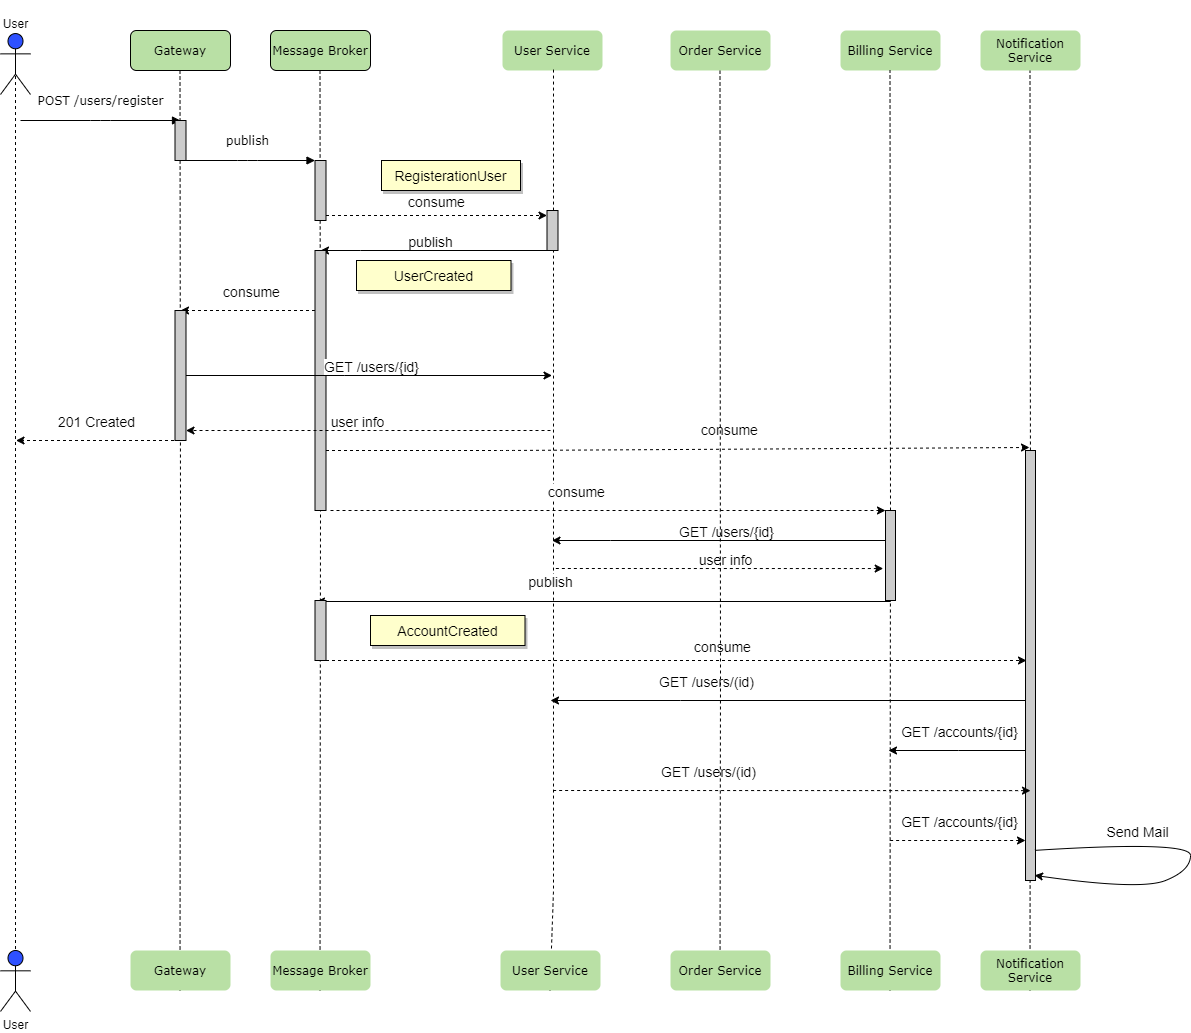 User
Gateway
Message Broker
User Service
Order Service
Billing Service
Notification
Service
POST /users/register
publish
RegisterationUser
consume
publish
UserCreated
consume
GET /users/{id}
201 Created
user info
consume
consume
GET /users/{id}
user info
publish
AccountCreated
consume
GET /users/(id)
GET /accounts/{id}
GET /users/(id)
GET /accounts/{id}
Send Mail
Gateway
Message Broker
User Service
Order Service
Billing Service
Notification
Service
User